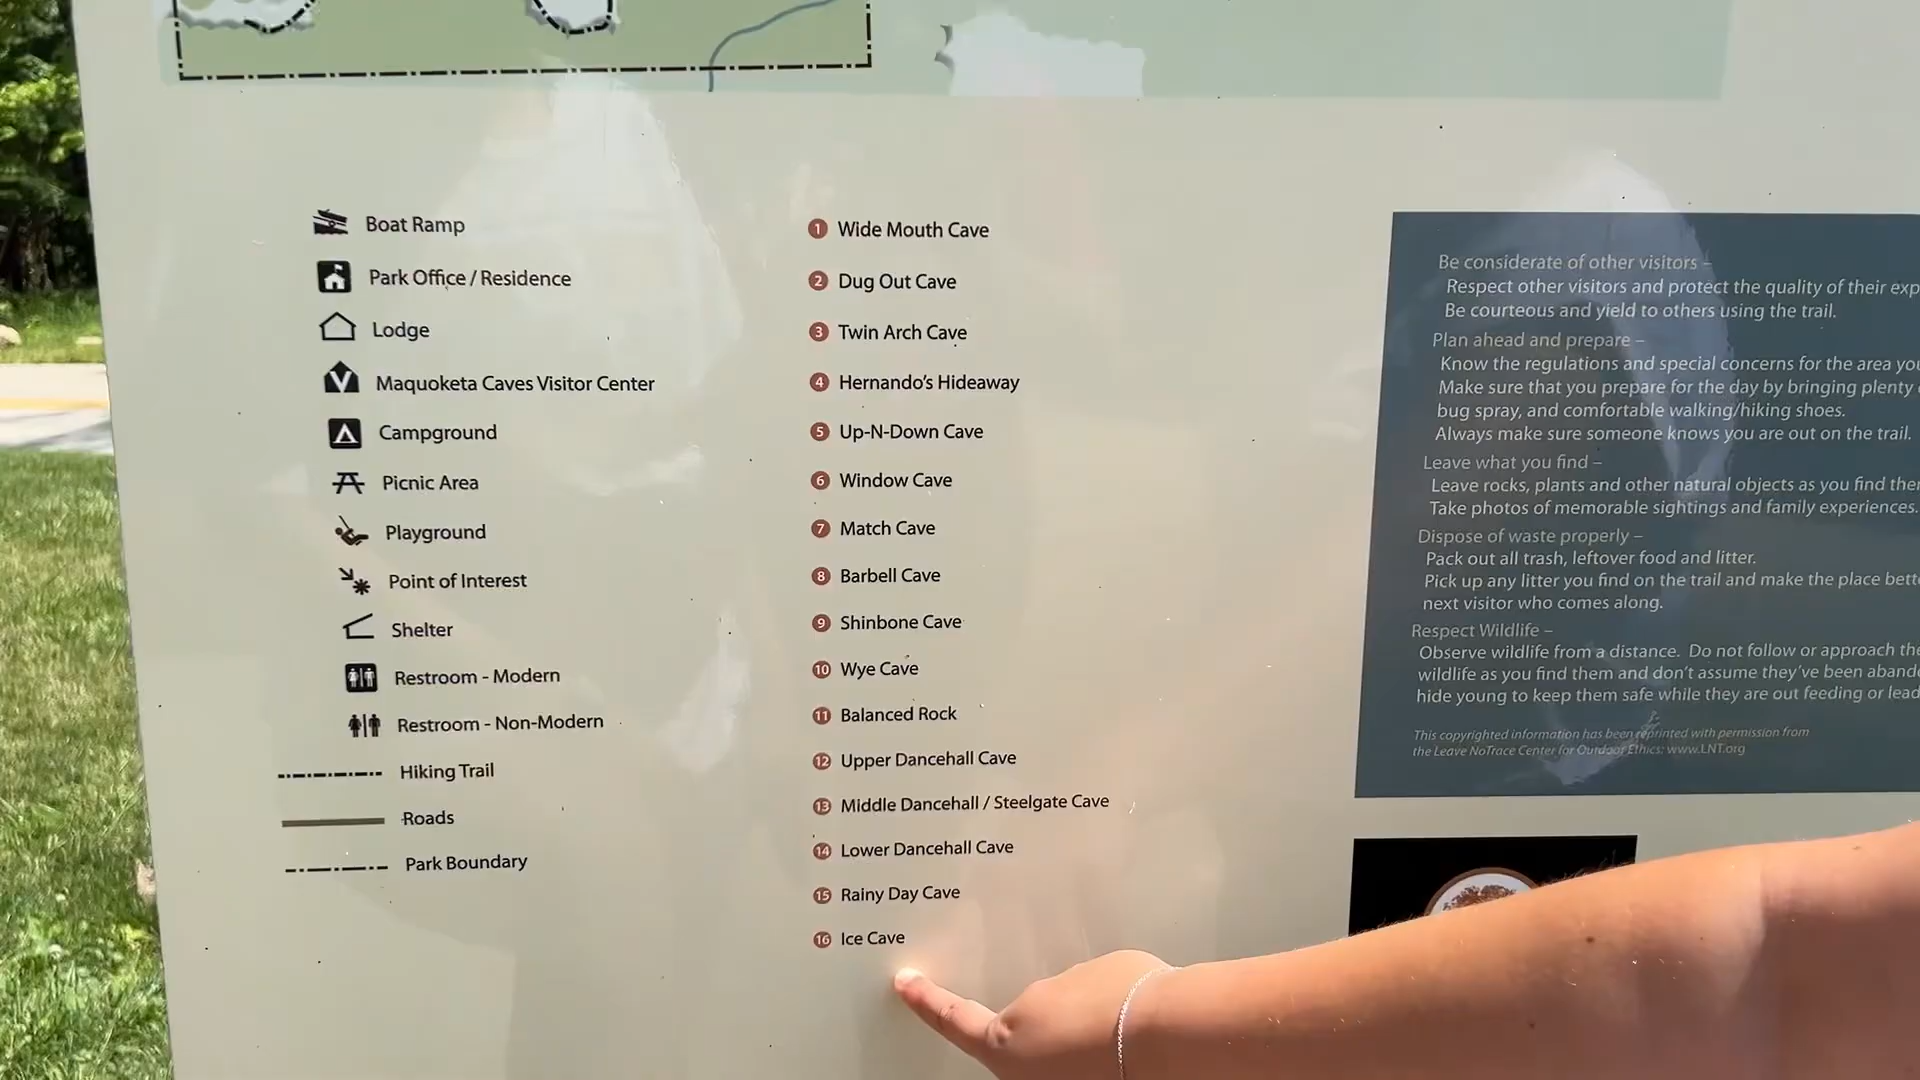 Boat Ramp
Park Office / Residence
Lodge
Maquoketa Caves Visitor Center
Campground
Picnic Area
Playground
Point of Interest
Shelter
Restroom - Modern
Restroom - Non-Modern
Hiking Trail
Roads
Park Boundary
1 Wide Mouth Cave
2 Dug Out Cave
3 Twin Arch Cave
4 Hernando's Hideaway
5 Up-N-Down Cave
6 Window Cave
7 Match Cave
8 Barbell Cave
9 Shinbone Cave
10 Wye Cave
11 Balanced Rock
12 Upper Dancehall Cave
13 Middle Dancehall / Steelgate Cave
14 Lower Dancehall Cave
15 Rainy Day Cave
16 Ice Cave
Be considerate of other visitors –
Respect other visitors and protect the quality of their
Be courteous and yield to others using the trail.
Plan ahead and prepare –
Know the regulations and special concerns for the area
Make sure that you prepare for the day by bringing plenty
bug spray, and comfortable walking/hiking shoes.
Always make sure someone knows you are out on the trail.
Leave what you find –
Leave rocks, plants and other natural objects as you find
Take photos of memorable sightings and family experiences.
Dispose of waste properly –
Pack out all trash, leftover food and litter.
Pick up any litter you find on the trail and make the place
next visitor who comes along.
Respect Wildlife –
Observe wildlife from a distance. Do not follow or approach
wildlife as you find them and don't assume they've been
hide young to keep them safe while they are out feeding or
This copyrighted information has been reprinted with permission from
the Leave NoTrace Center for Outdoor Ethics: www.LNT.org